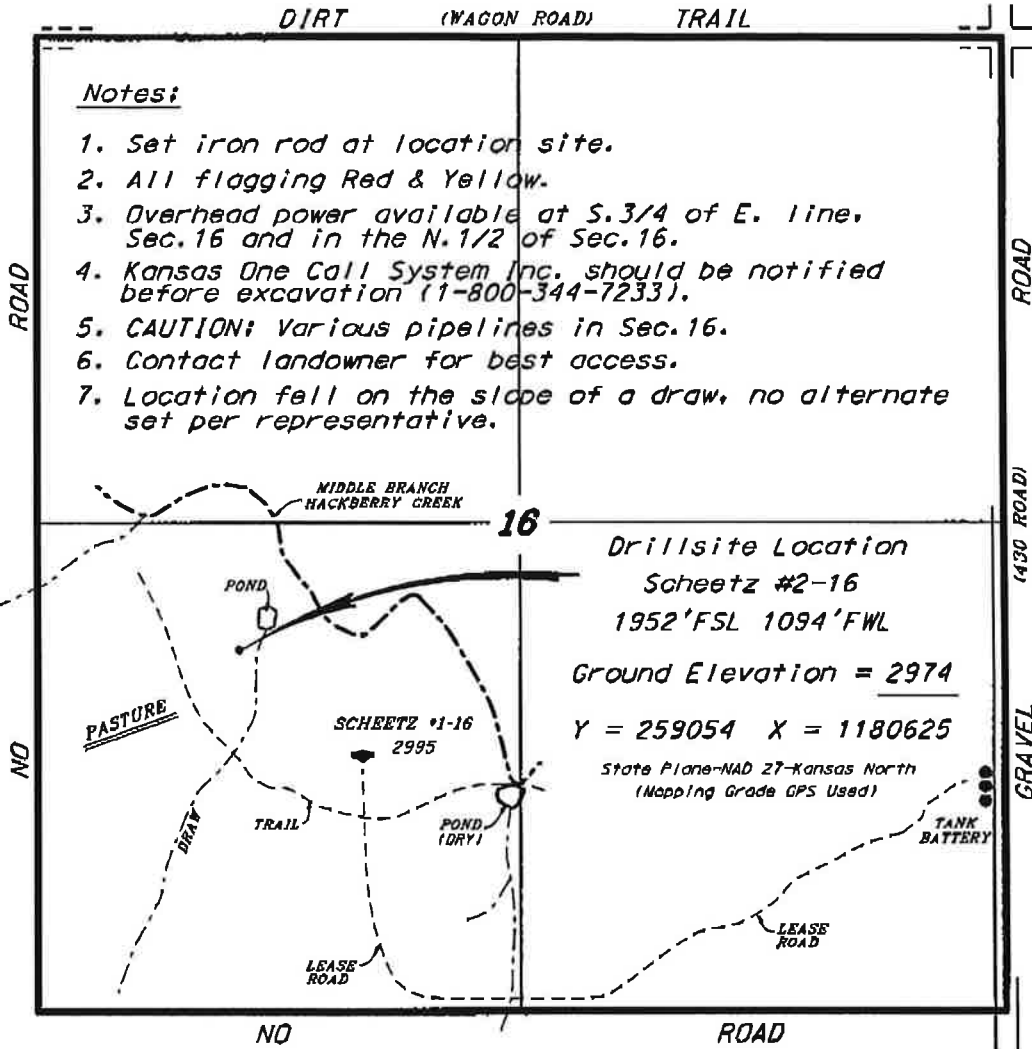 DIRT (WAGON ROAD) TRAIL
Notes:
1. Set iron rod at location site.
2. All flagging Red & Yellow.
3. Overhead power available at S.3/4 of E. line,
Sec.16 and in the N.1/2 of Sec.16.
4. Kansas One Call System Inc. should be notified
before excavation (1-800-344-7233).
5. CAUTION: Various pipelines in Sec.16.
6. Contact landowner for best access.
7. Location fell on the slope of a draw, no alternate
set per representative.
ROAD
ROAD
MIDDLE BRANCH
HACKBERRY CREEK
16
(430 ROAD)
Drillsite Location
Scheetz #2-16
1952'FSL 1094'FWL
POND
Ground Elevation = 2974
PASTURE
SCHEETZ #1-16
2995
Y = 259054 X = 1180625
State Plane-NAD 27-Kansas North
(Mapping Grade GPS Used)
NO
GRAVEL
TRAIL
DRAW
POND
(DRY)
TANK
BATTERY
LEASE
ROAD
LEASE
ROAD
NO ROAD